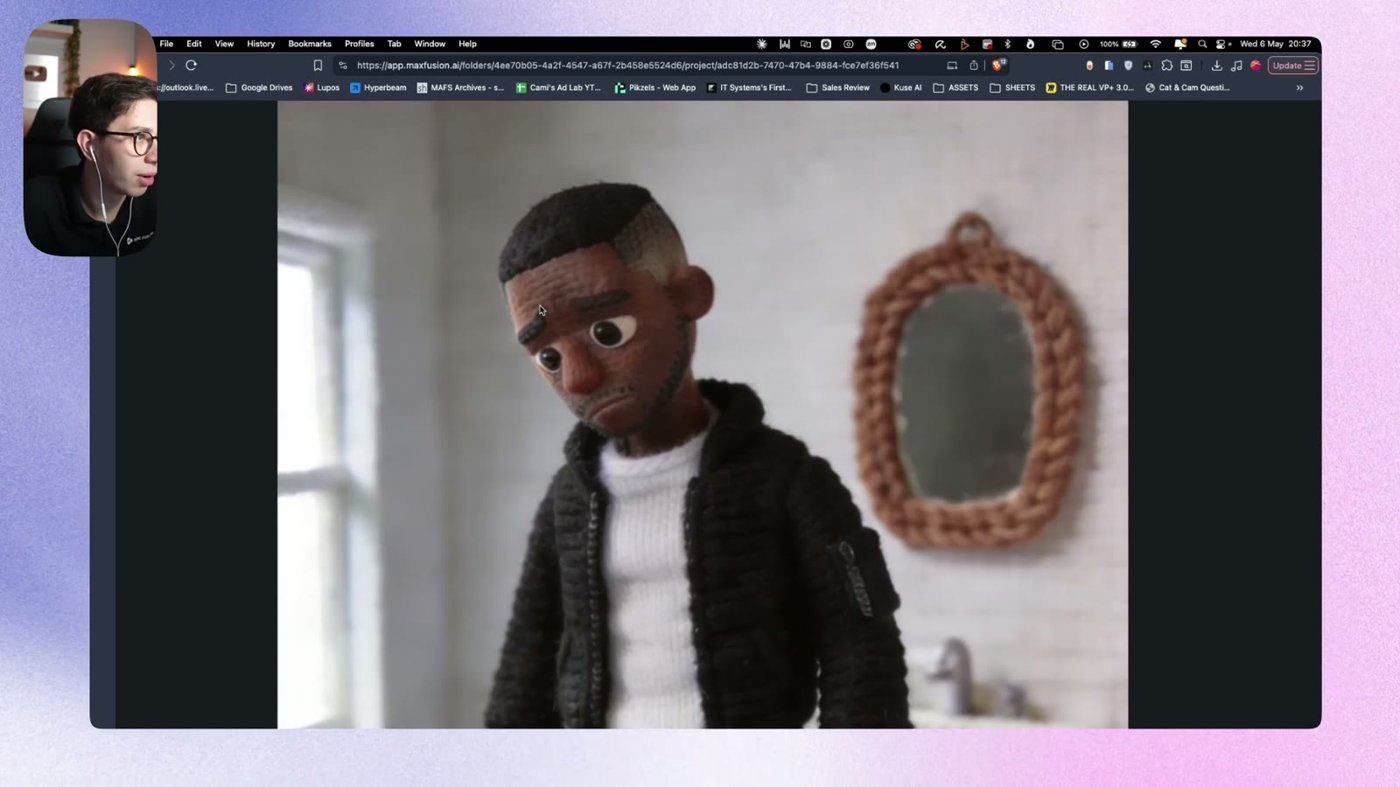 File Edit View History Bookmarks Profiles Tab Window Help 100% Wed 6 May 20:37
https://app.maxfusion.ai/folders/4ee70b05-4a2f-4547-a67f-2b458e5524d6/project/adc81d2b-7470-47b4-9884-fce7ef36f541 Update
://outlook.live... Google Drives Lupos Hyperbeam MAFS Archives - s... Cami's Ad Lab YT... Pikzels - Web App IT Systems's First... Sales Review Kuse AI ASSETS SHEETS THE REAL VP+ 3.0... Cat & Cam Questi... »